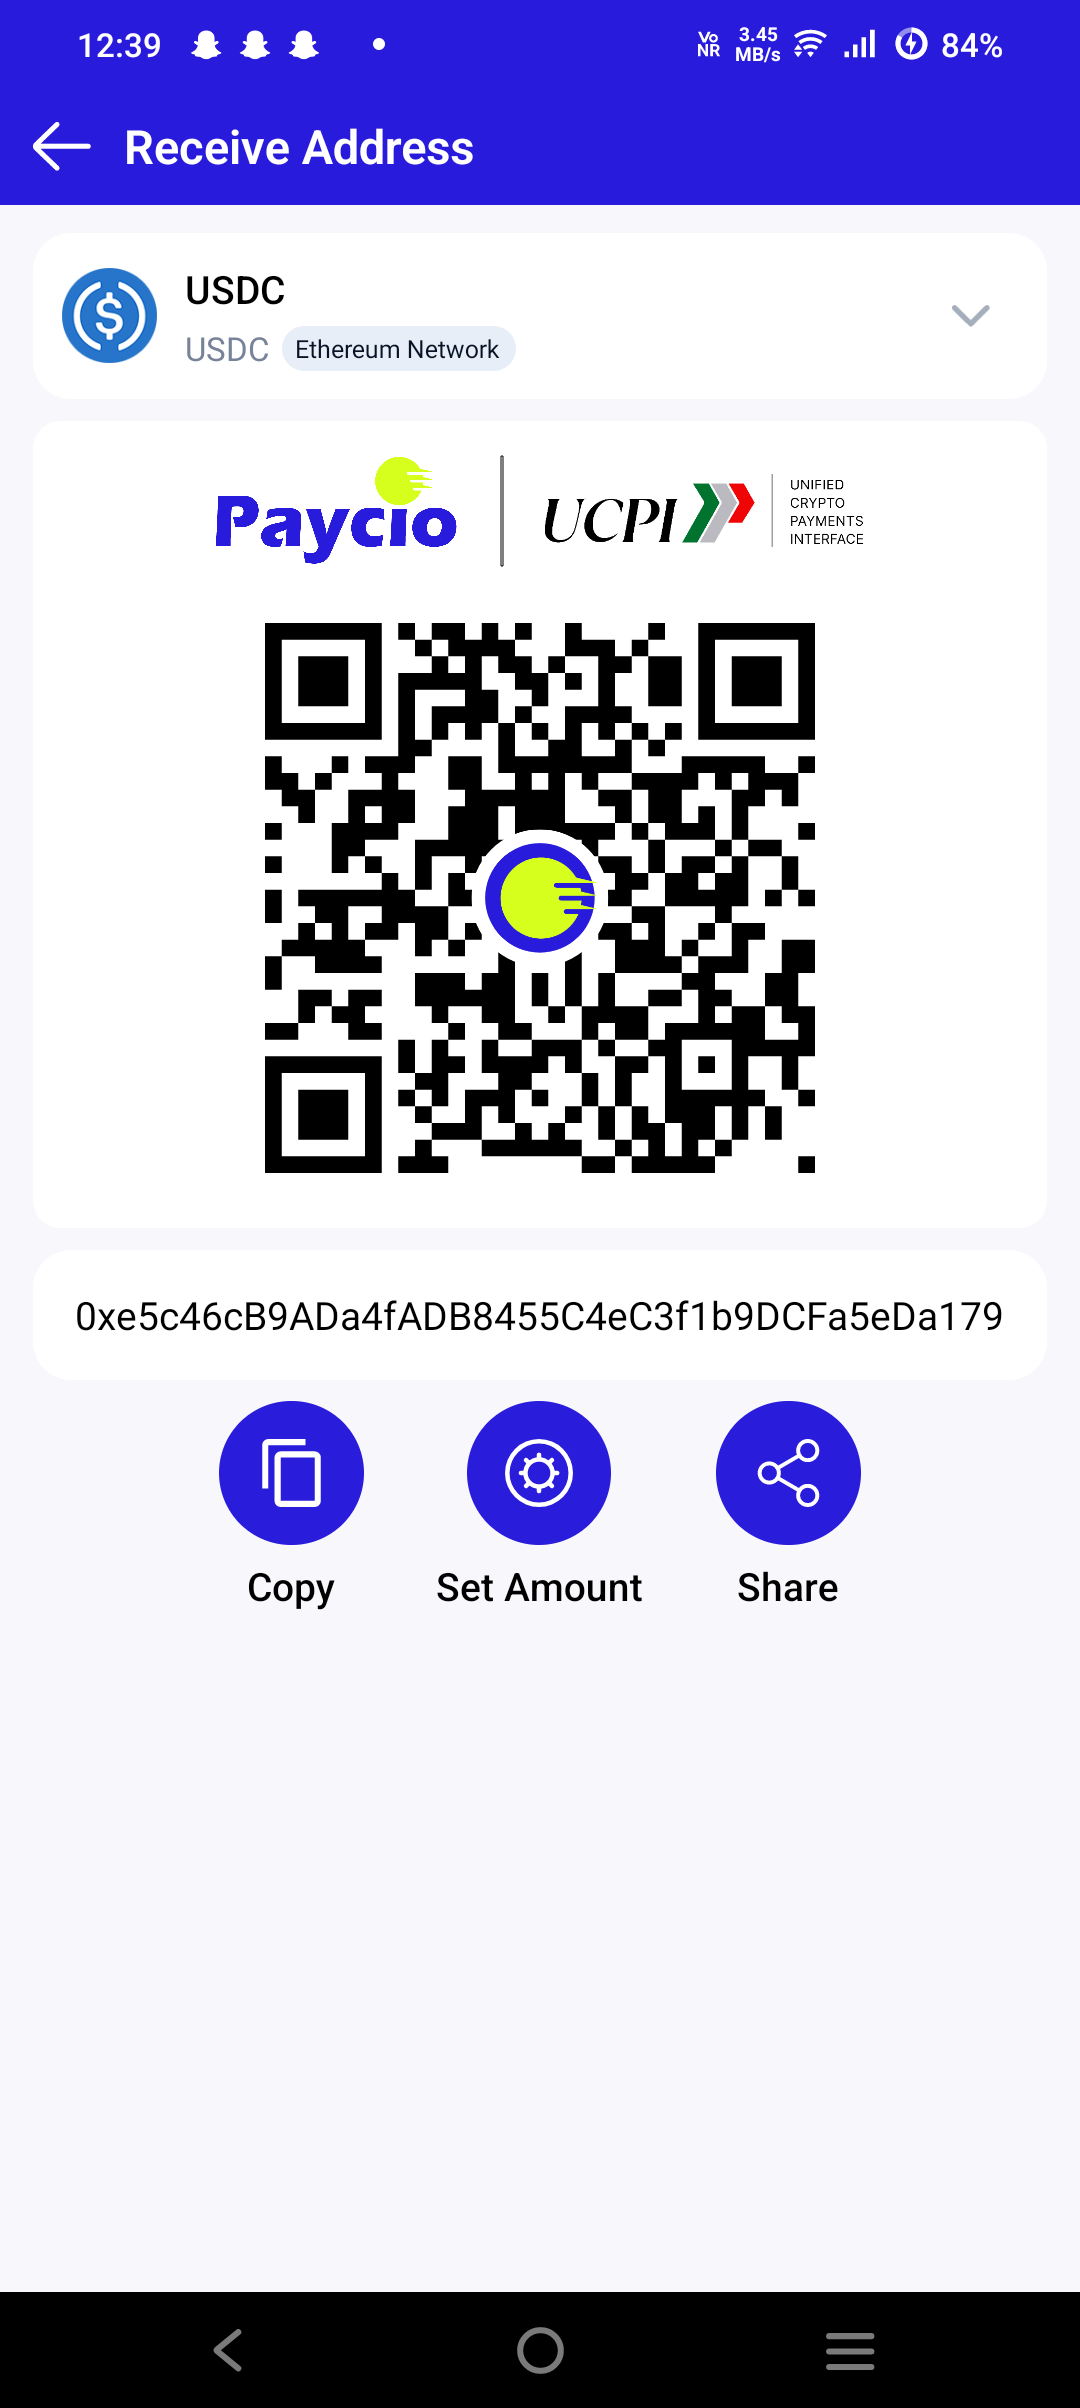 12:39
Vo NR 3.45 MB/s 84%
Receive Address
USDC
USDC Ethereum Network
Paycio
UCPI
UNIFIED
CRYPTO
PAYMENTS
INTERFACE
0xe5c46cB9ADa4fADB8455C4eC3f1b9DCFa5eDa179
Copy Set Amount Share